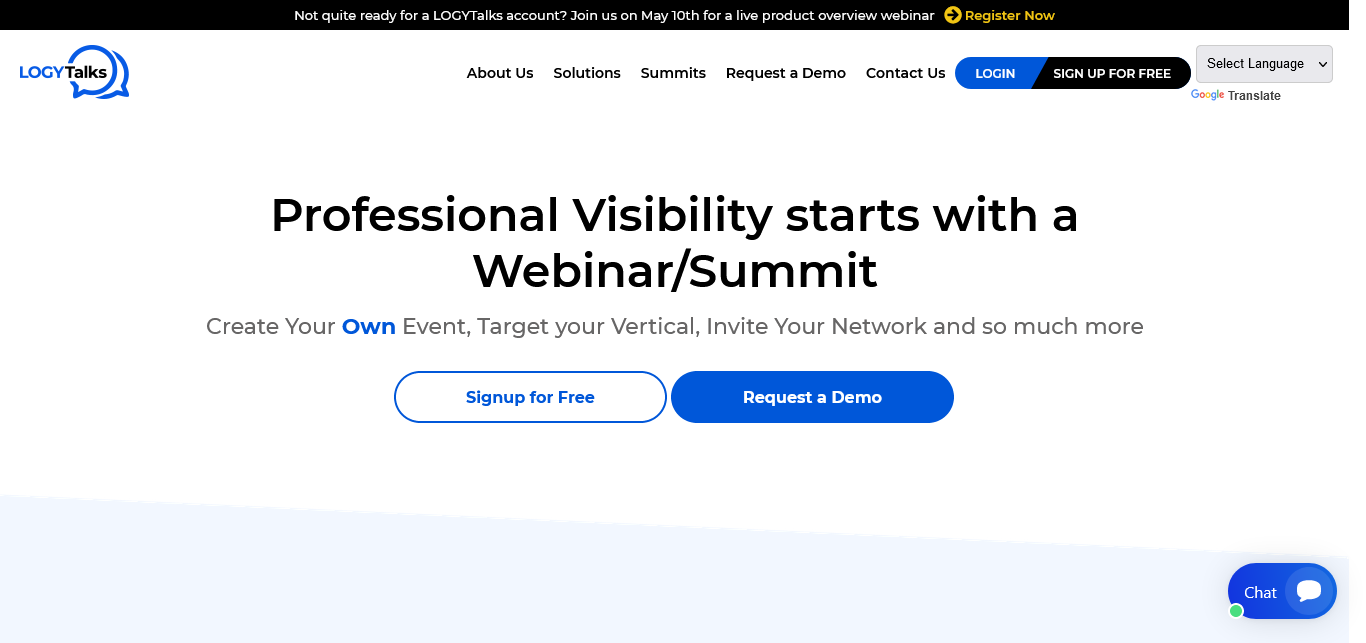 Not quite ready for a LOGYTalks account? Join us on May 10th for a live product overview webinar Register Now
LOGYTalks
About Us Solutions Summits Request a Demo Contact Us LOGIN SIGN UP FOR FREE Select Language
Google Translate
Professional Visibility starts with a
Webinar/Summit
Create Your Own Event, Target your Vertical, Invite Your Network and so much more
Signup for Free Request a Demo
Chat